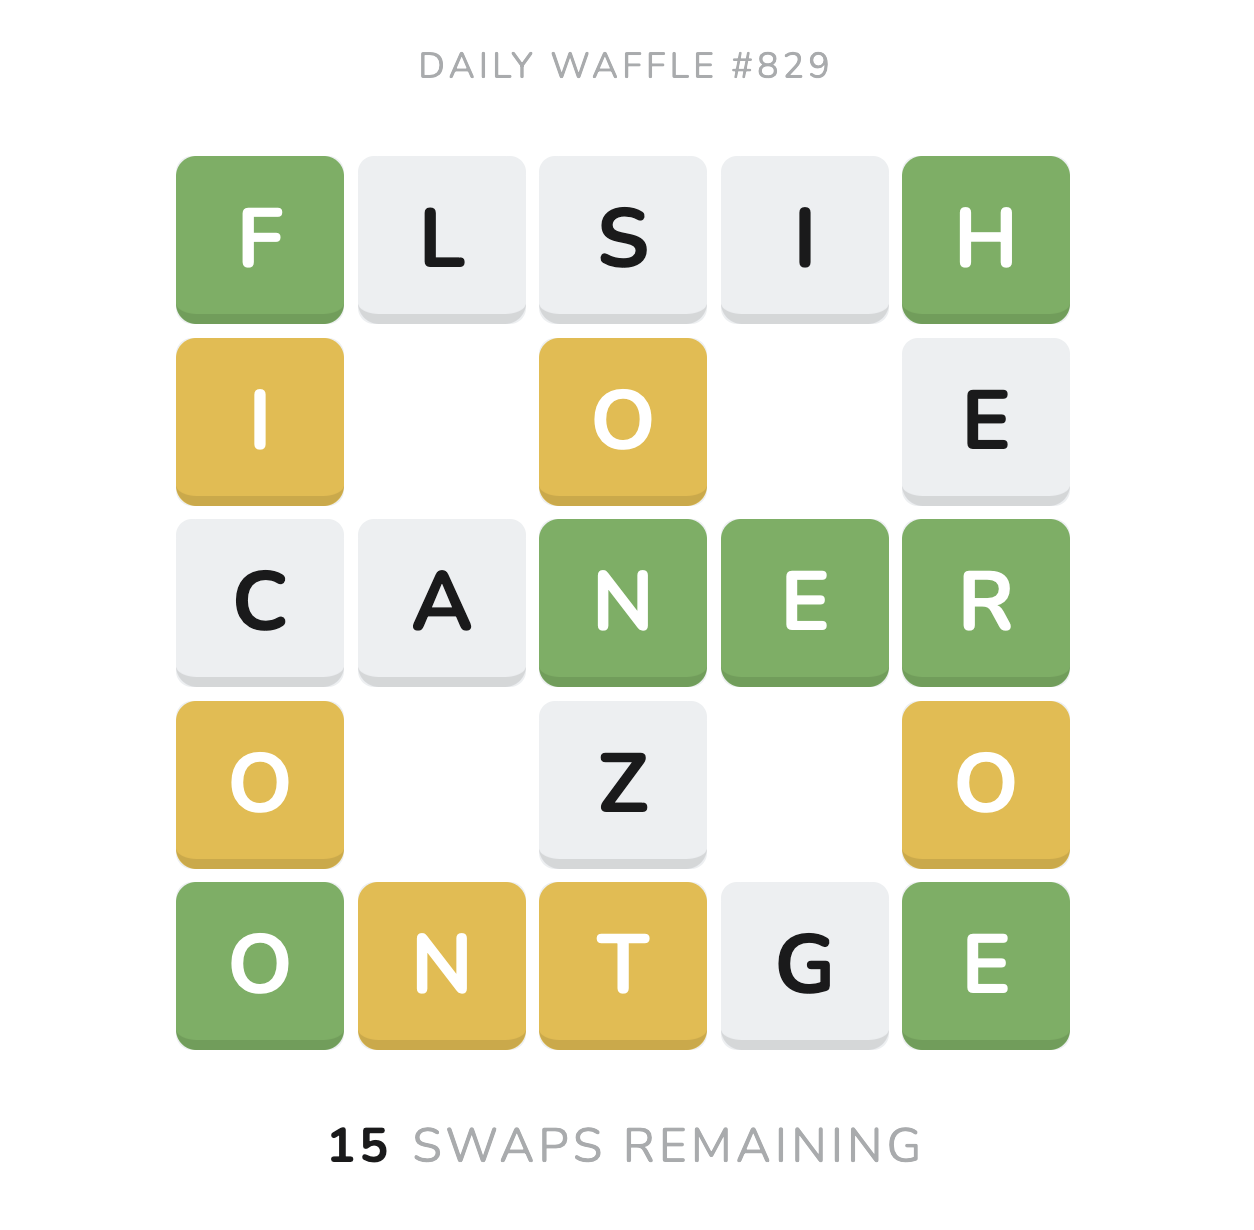 DAILY WAFFLE #829
F L S I H
I O E
C A N E R
O Z O
O N T G E
15 SWAPS REMAINING